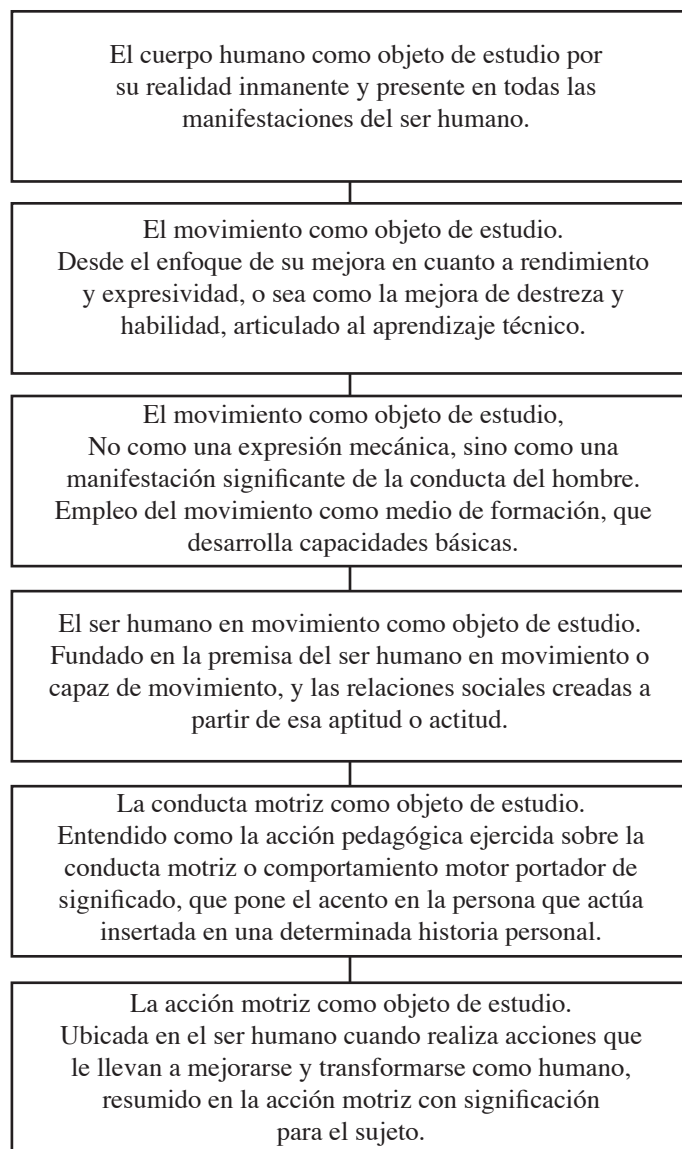 El cuerpo humano como objeto de estudio por
su realidad inmanente y presente en todas las
manifestaciones del ser humano.
El movimiento como objeto de estudio.
Desde el enfoque de su mejora en cuanto a rendimiento
y expresividad, o sea como la mejora de destreza y
habilidad, articulado al aprendizaje técnico.
El movimiento como objeto de estudio,
No como una expresión mecánica, sino como una
manifestación significante de la conducta del hombre.
Empleo del movimiento como medio de formación, que
desarrolla capacidades básicas.
El ser humano en movimiento como objeto de estudio.
Fundado en la premisa del ser humano en movimiento o
capaz de movimiento, y las relaciones sociales creadas a
partir de esa aptitud o actitud.
La conducta motriz como objeto de estudio.
Entendido como la acción pedagógica ejercida sobre la
conducta motriz o comportamiento motor portador de
significado, que pone el acento en la persona que actúa
insertada en una determinada historia personal.
La acción motriz como objeto de estudio.
Ubicada en el ser humano cuando realiza acciones que
le llevan a mejorarse y transformarse como humano,
resumido en la acción motriz con significación
para el sujeto.